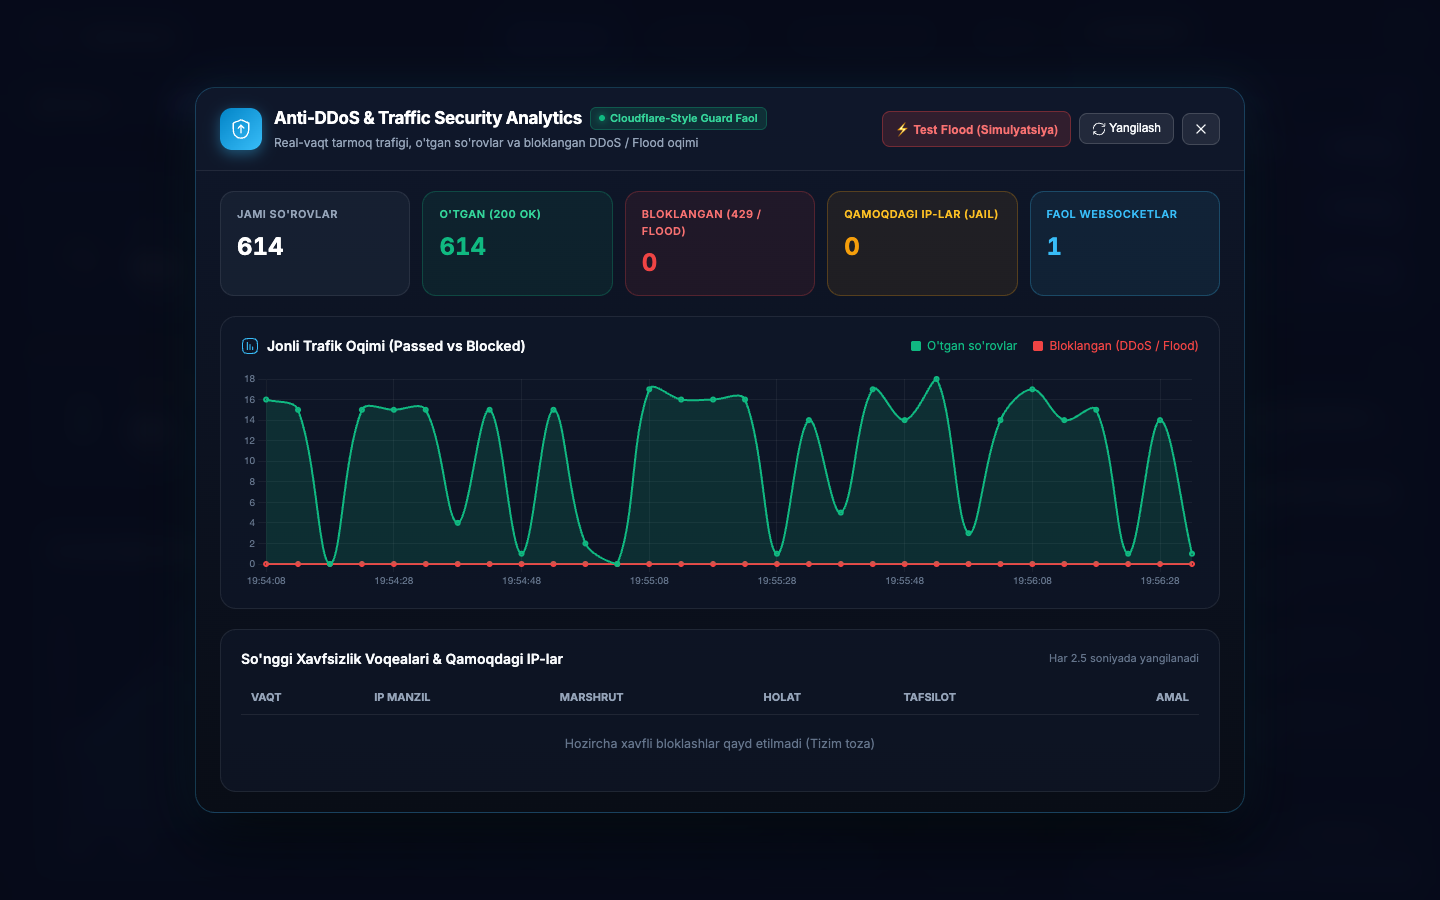 Anti-DDoS & Traffic Security Analytics
Cloudflare-Style Guard Faol
Real-vaqt tarmoq trafigi, o'tgan so'rovlar va bloklangan DDoS / Flood oqimi
⚡ Test Flood (Simulyatsiya)
Yangilash
JAMI SO'ROVLAR
614
O'TGAN (200 OK)
614
BLOKLANGAN (429 /
FLOOD)
0
QAMOQDAGI IP-LAR (JAIL)
0
FAOL WEBSOCKETLAR
1
Jonli Trafik Oqimi (Passed vs Blocked)
O'tgan so'rovlar
Bloklangan (DDoS / Flood)
18
16
14
12
10
8
6
4
2
0
19:54:08 19:54:28 19:54:48 19:55:08 19:55:28 19:55:48 19:56:08 19:56:28
So'nggi Xavfsizlik Voqealari & Qamoqdagi IP-lar
Har 2.5 soniyada yangilanadi
VAQT IP MANZIL MARSHRUT HOLAT TAFSILOT AMAL
Hozircha xavfli bloklashlar qayd etilmadi (Tizim toza)